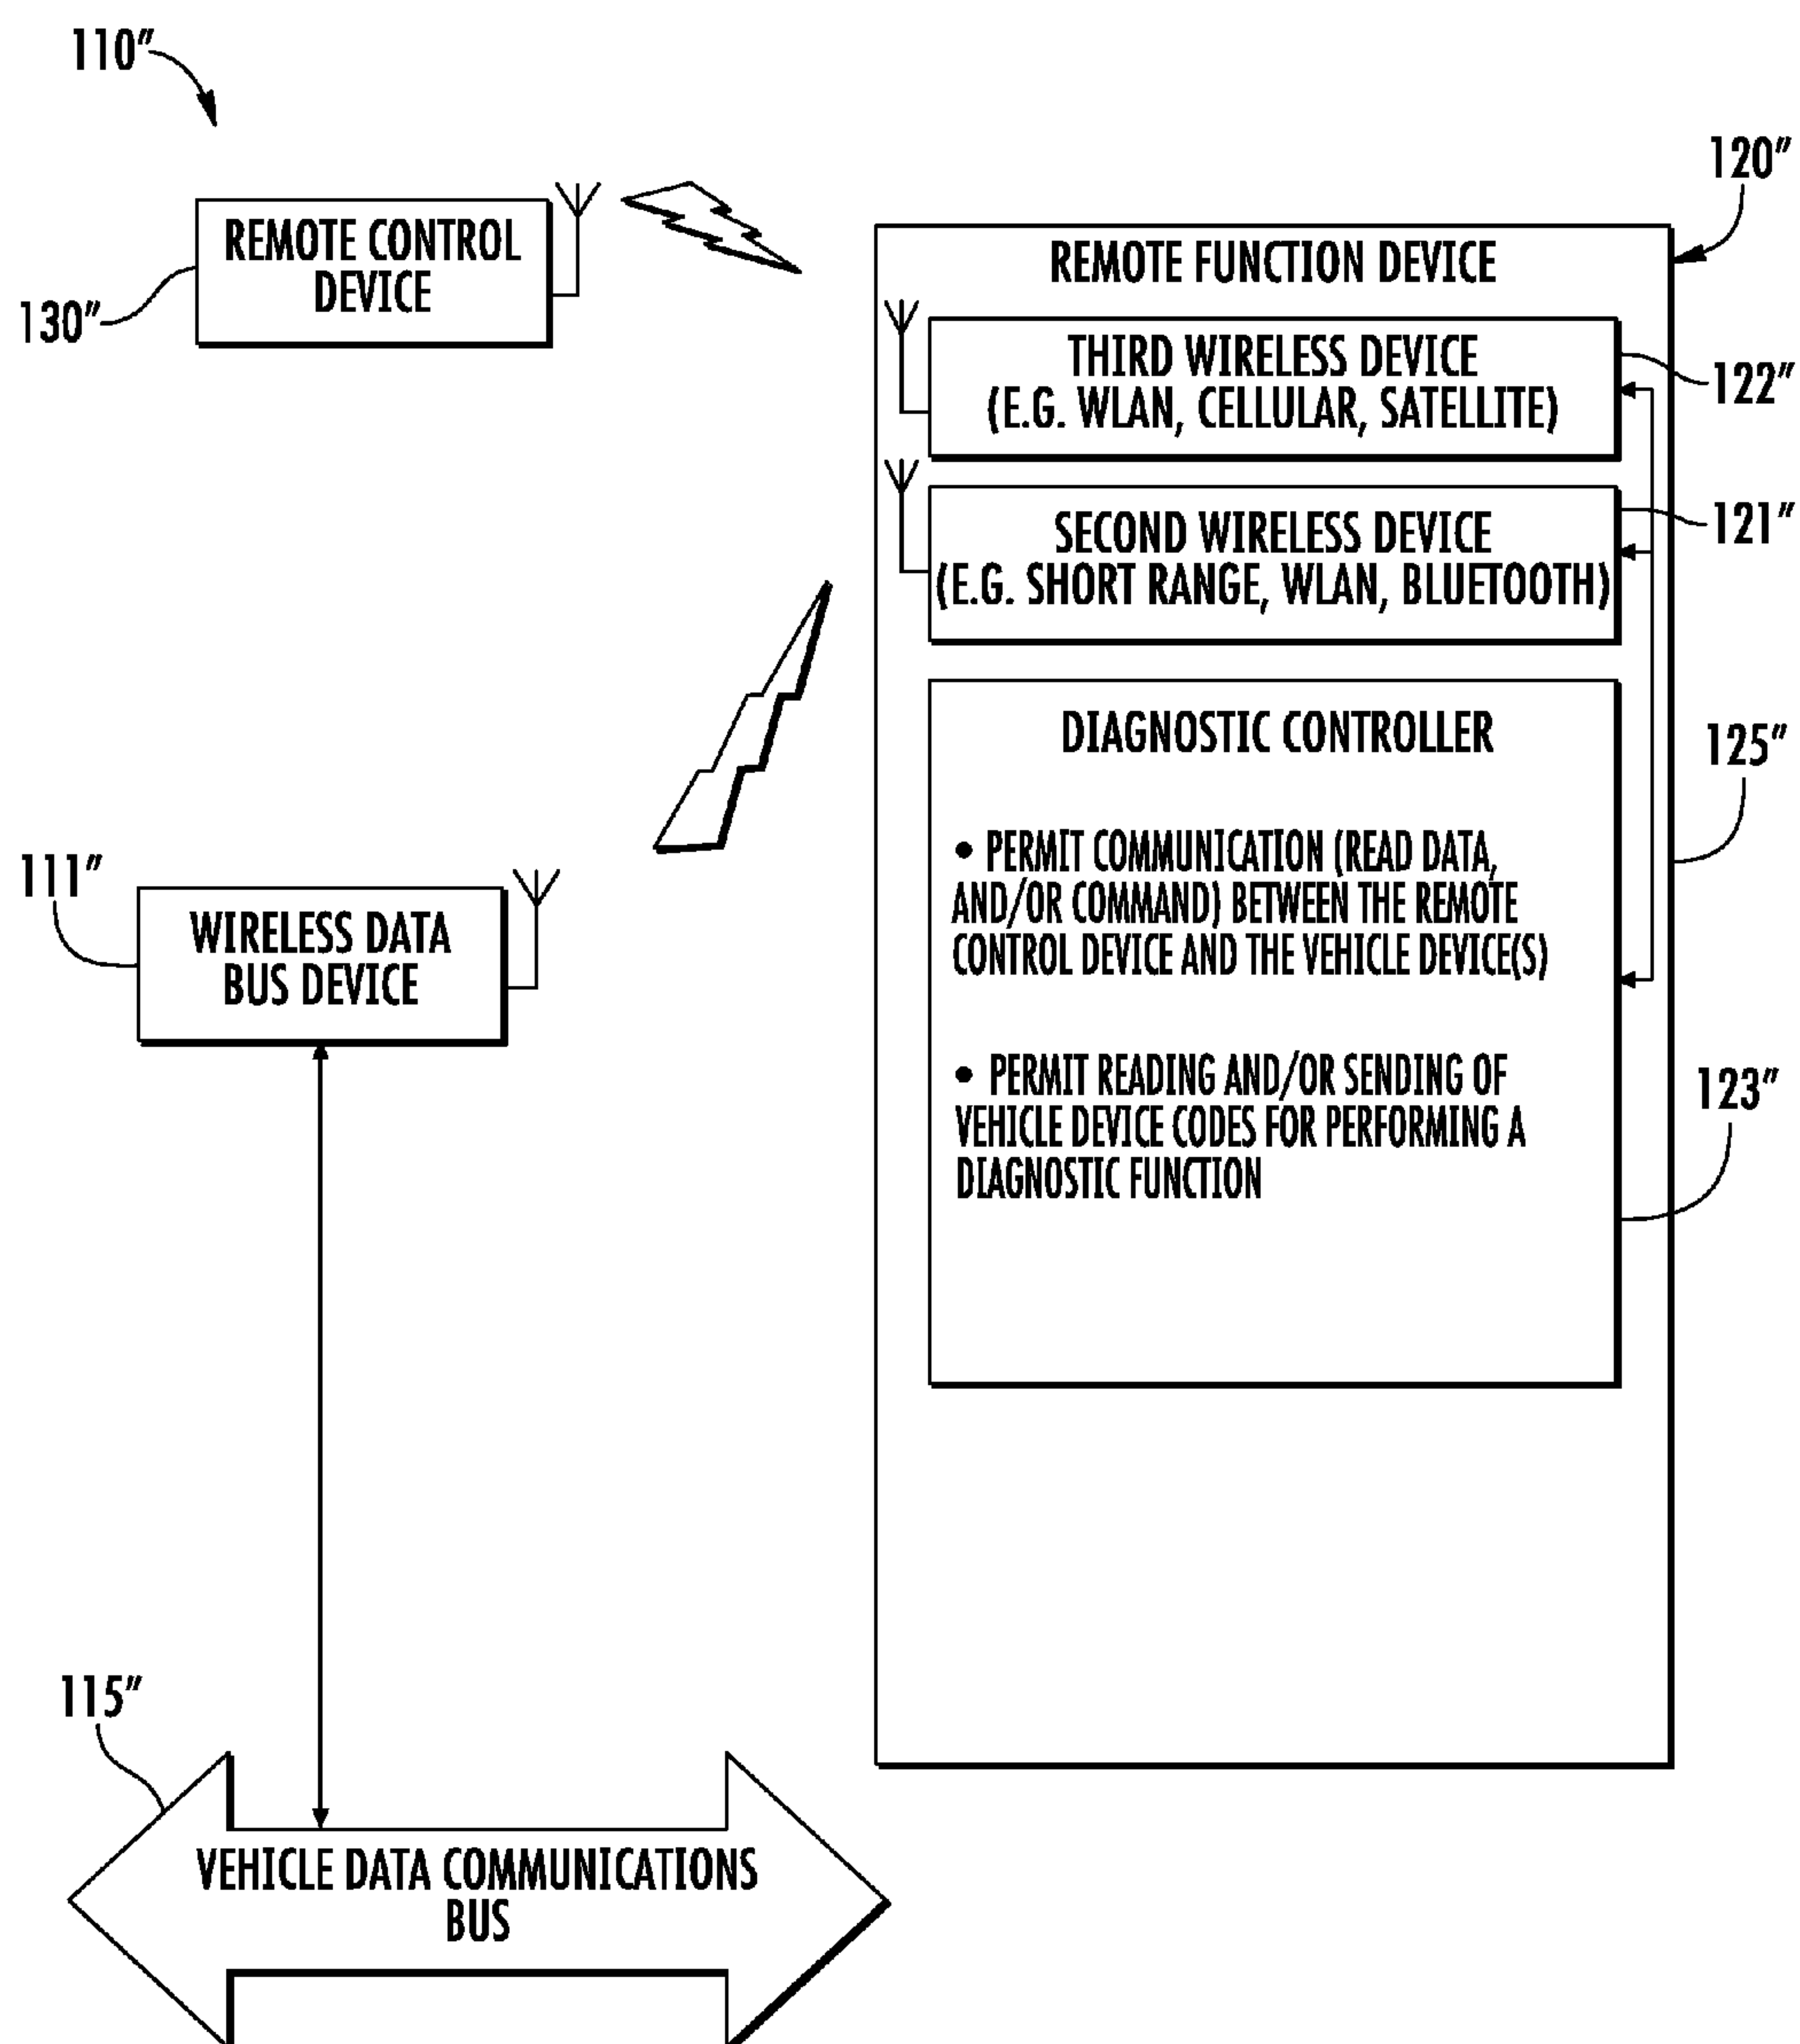 110″
REMOTE CONTROL
DEVICE
130″
120″
REMOTE FUNCTION DEVICE
THIRD WIRELESS DEVICE
(E.G. WLAN, CELLULAR, SATELLITE)
122″
SECOND WIRELESS DEVICE
(E.G. SHORT RANGE, WLAN, BLUETOOTH)
121″
DIAGNOSTIC CONTROLLER
125″
• PERMIT COMMUNICATION (READ DATA,
AND/OR COMMAND) BETWEEN THE REMOTE
CONTROL DEVICE AND THE VEHICLE DEVICE(S)
• PERMIT READING AND/OR SENDING OF
VEHICLE DEVICE CODES FOR PERFORMING A
DIAGNOSTIC FUNCTION
123″
111″
WIRELESS DATA
BUS DEVICE
115″
VEHICLE DATA COMMUNICATIONS
BUS